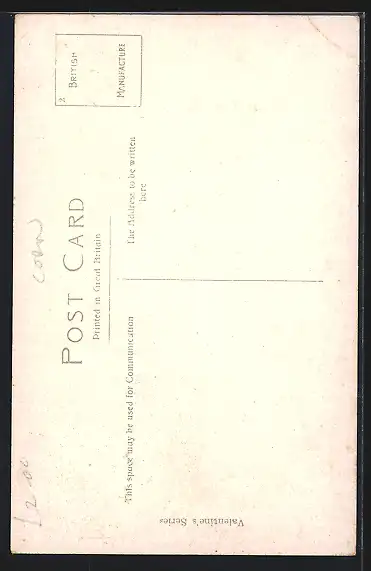 POST CARD
Printed in Great Britain
BRITISH
MANUFACTURE
2
This space may be used for Communication
The Address to be written
here
Valentine's Series